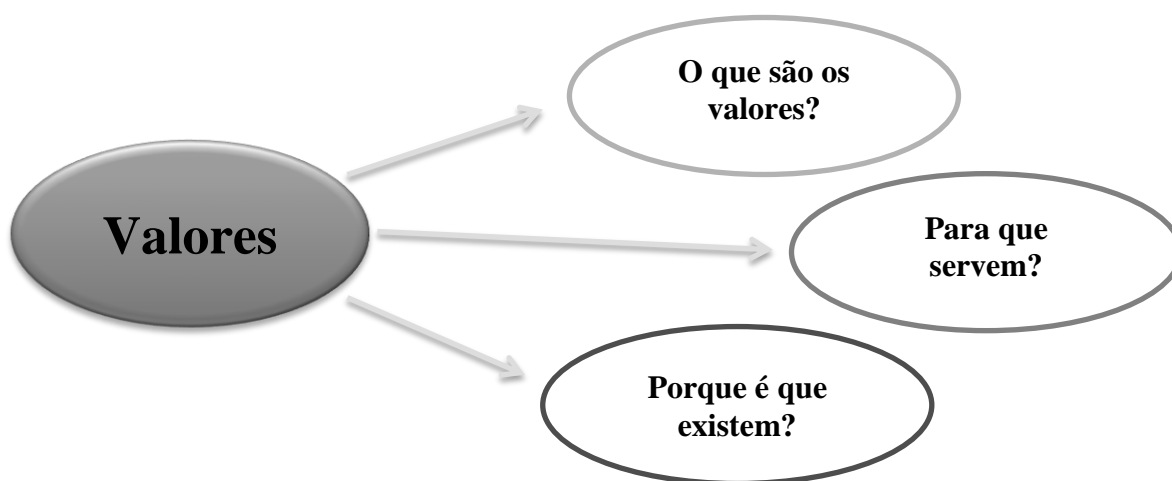 O que são os
valores?
Valores
Para que
servem?
Porque é que
existem?